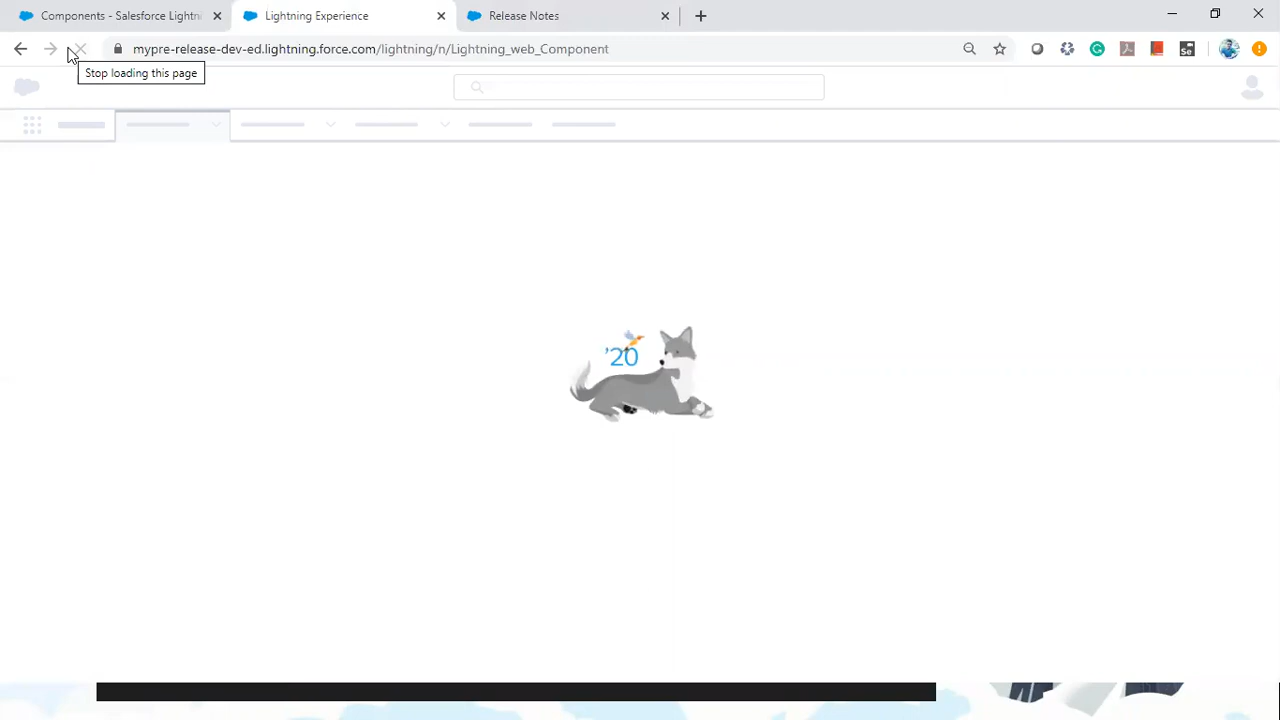 Components - Salesforce Lightni
Lightning Experience
Release Notes
mypre-release-dev-ed.lightning.force.com/lightning/n/Lightning_web_Component
Stop loading this page
'20